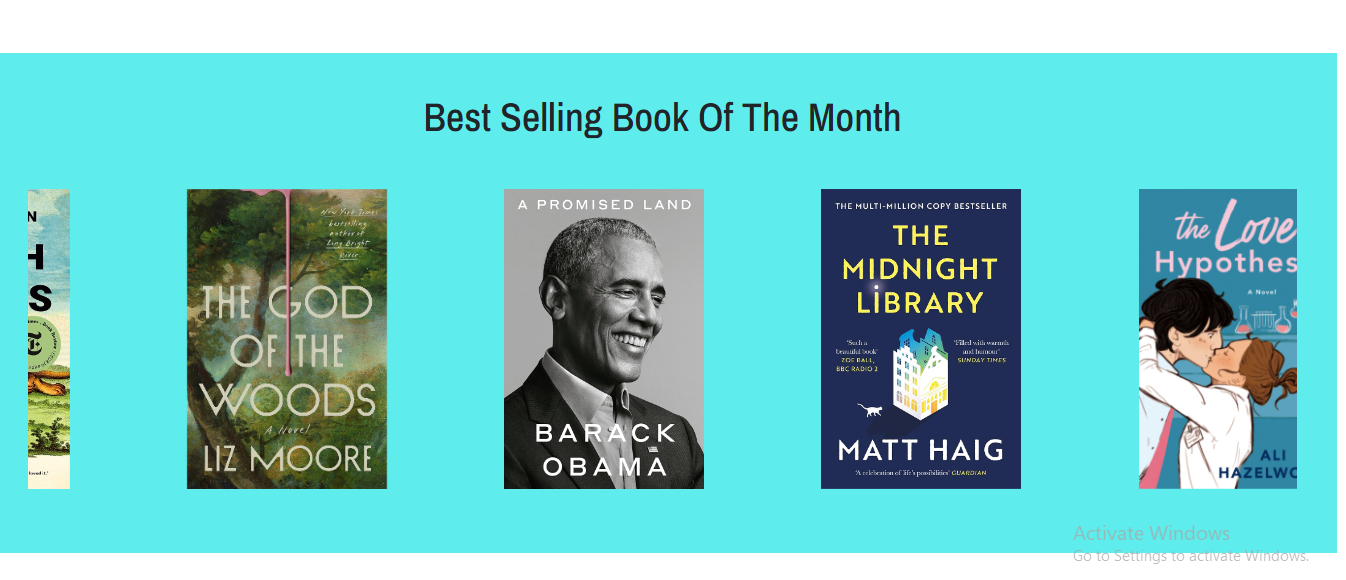 Best Selling Book Of The Month
N
H
S
loved it.'
New York Times
bestselling
author of
Long Bright
River
THE GOD
OF THE
WOODS
A Novel
LIZ MOORE
A PROMISED LAND
BARACK
OBAMA
THE MULTI-MILLION COPY BESTSELLER
THE
MIDNIGHT
LIBRARY
'Such a
beautiful book'
ZOE BALL,
BBC RADIO 2
'Filled with warmth
and humour'
SUNDAY TIMES
MATT HAIG
'A celebration of life's possibilities' GUARDIAN
the Love
Hypothes
A Novel
ALI
HAZELWO
Activate Windows
Go to Settings to activate Windows.